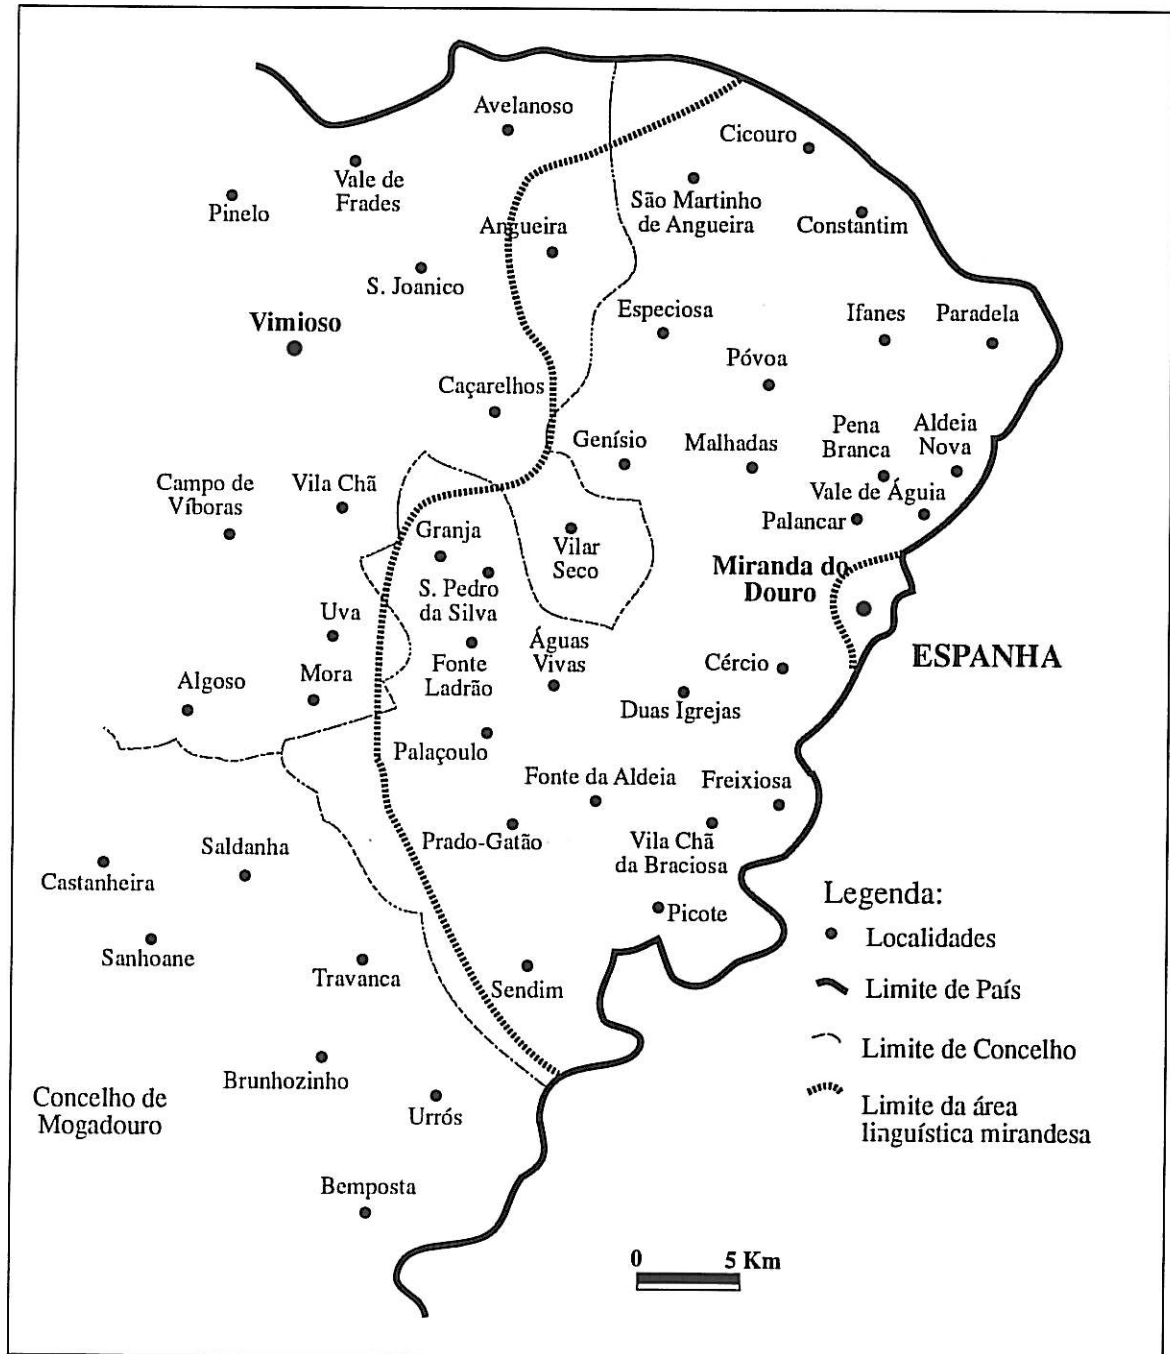 Avelanoso
Cicouro
Vale de
Frades
Pinelo
São Martinho
de Angueira
Constantim
Angueira
S. Joanico
Vimioso
Especiosa
Ifanes
Paradela
Póvoa
Caçarelhos
Genísio
Malhadas
Pena
Branca
Aldeia
Nova
Campo de
Víboras
Vila Chã
Vale de Águia
Palancar
Granja
Vilar
Seco
Miranda do
Douro
S. Pedro
da Silva
Uva
Águas
Vivas
ESPANHA
Fonte
Ladrão
Cércio
Algoso
Mora
Duas Igrejas
Palaçoulo
Fonte da Aldeia
Freixiosa
Prado-Gatão
Vila Chã
da Braciosa
Saldanha
Castanheira
Picote
Sanhoane
Travanca
Sendim
Brunhozinho
Urrós
Concelho de
Mogadouro
Bemposta
Legenda:
Localidades
Limite de País
Limite de Concelho
Limite da área
linguística mirandesa
0 5 Km